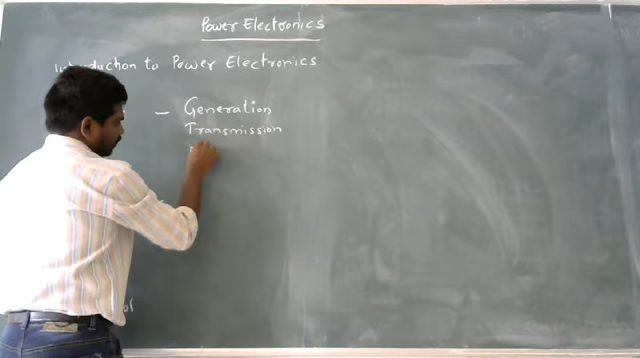 Power Electronics
Introduction to Power Electronics
– Generation
Transmission